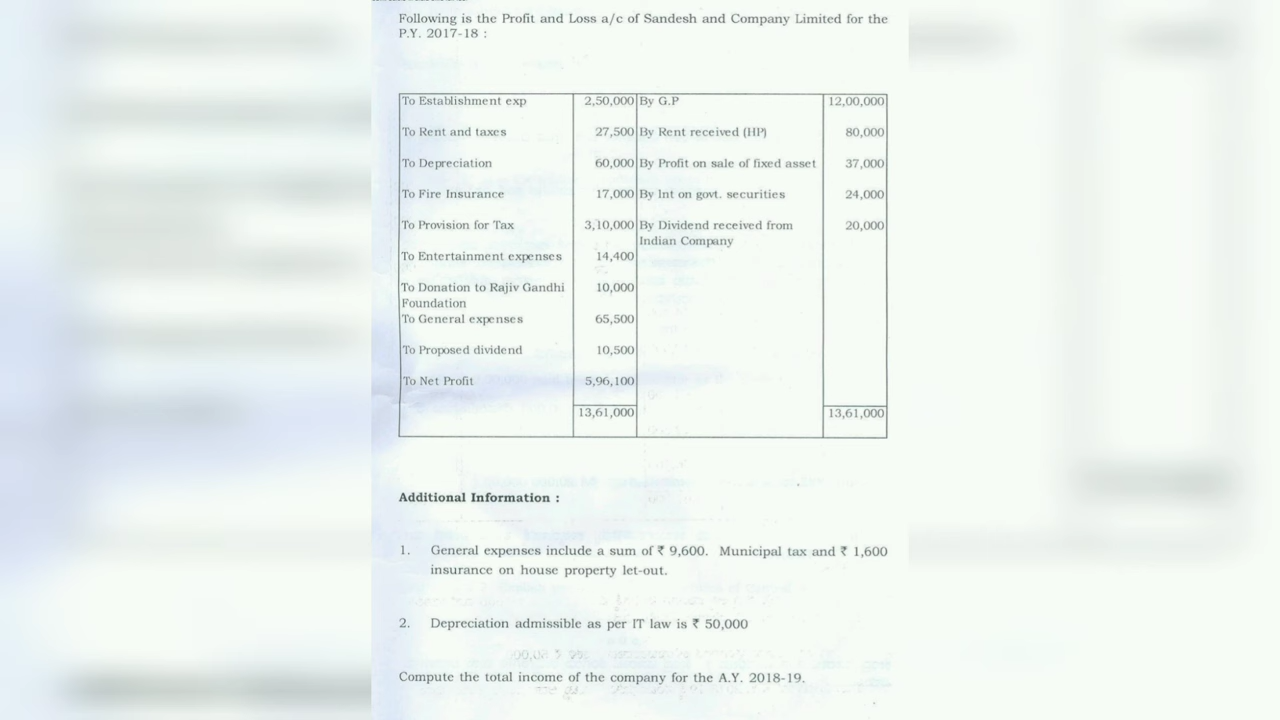 Following is the Profit and Loss a/c of Sandesh and Company Limited for the
P.Y. 2017-18 :
To Establishment exp 2,50,000 By G.P 12,00,000
To Rent and taxes 27,500 By Rent received (HP) 80,000
To Depreciation 60,000 By Profit on sale of fixed asset 37,000
To Fire Insurance 17,000 By Int on govt. securities 24,000
To Provision for Tax 3,10,000 By Dividend received from 20,000
Indian Company
To Entertainment expenses 14,400
To Donation to Rajiv Gandhi 10,000
Foundation
To General expenses 65,500
To Proposed dividend 10,500
To Net Profit 5,96,100
13,61,000 13,61,000
Additional Information :
1. General expenses include a sum of ₹ 9,600. Municipal tax and ₹ 1,600
insurance on house property let-out.
2. Depreciation admissible as per IT law is ₹ 50,000
Compute the total income of the company for the A.Y. 2018-19.